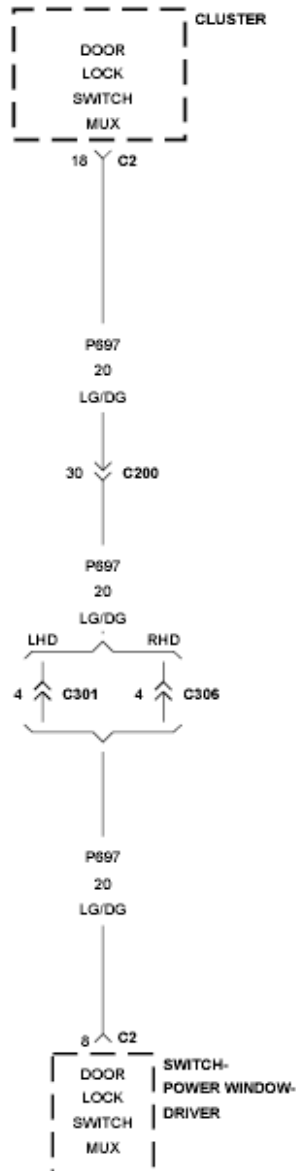 CLUSTER
DOOR
LOCK
SWITCH
MUX
18 C2
P697
20
LG/DG
30 C200
P697
20
LG/DG
LHD RHD
4 C301 4 C306
P697
20
LG/DG
8 C2
DOOR
LOCK
SWITCH
MUX
SWITCH-
POWER WINDOW-
DRIVER